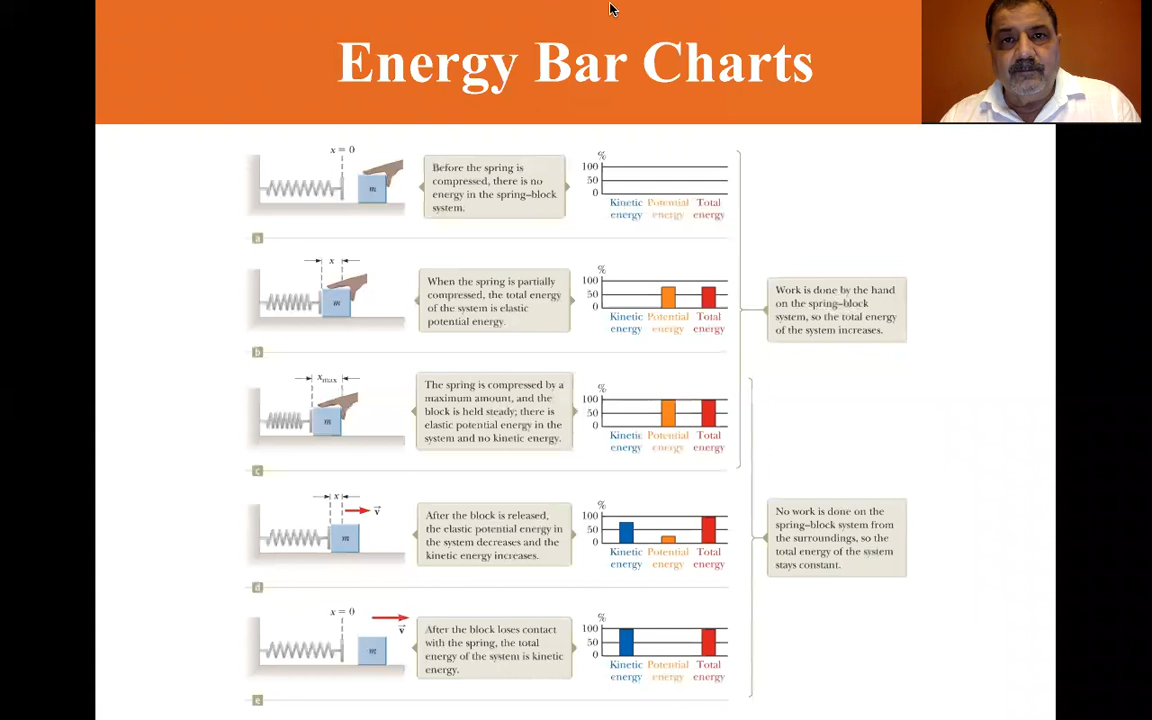 Energy Bar Charts
x = 0
m
Before the spring is
compressed, there is no
energy in the spring–block
system.
%
100
50
0
Kinetic Potential Total
energy energy energy
a
x
m
When the spring is partially
compressed, the total energy
of the system is elastic
potential energy.
%
100
50
0
Kinetic Potential Total
energy energy energy
b
Work is done by the hand
on the spring–block
system, so the total energy
of the system increases.
xmax
m
The spring is compressed by a
maximum amount, and the
block is held steady; there is
elastic potential energy in the
system and no kinetic energy.
%
100
50
0
Kinetic Potential Total
energy energy energy
c
x
v
m
After the block is released,
the elastic potential energy in
the system decreases and the
kinetic energy increases.
%
100
50
0
Kinetic Potential Total
energy energy energy
d
No work is done on the
spring–block system from
the surroundings, so the
total energy of the system
stays constant.
x = 0
v
m
After the block loses contact
with the spring, the total
energy of the system is kinetic
energy.
%
100
50
0
Kinetic Potential Total
energy energy energy
e